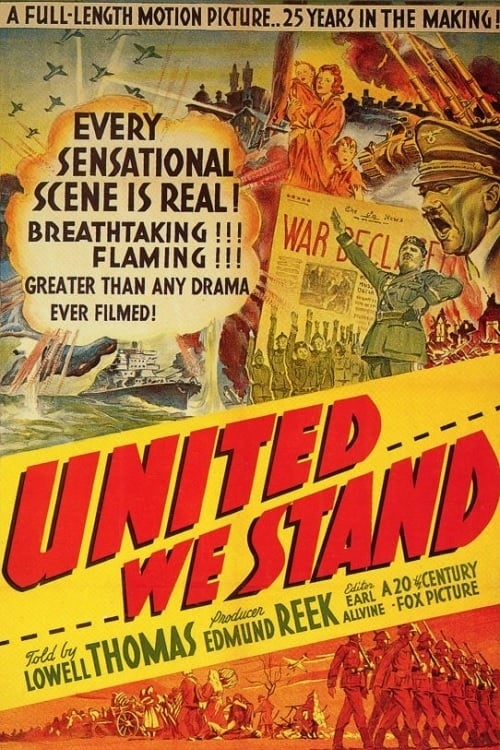 A FULL-LENGTH MOTION PICTURE.. 25 YEARS IN THE MAKING!
EVERY
SENSATIONAL
SCENE IS REAL!
BREATHTAKING!!!
FLAMING!!!
GREATER THAN ANY DRAMA
EVER FILMED!
WAR DECLARED
UNITED
WE STAND
Told by
LOWELL THOMAS
Producer
EDMUND REEK
Editor
EARL
ALLVINE
A 20th CENTURY
-FOX PICTURE